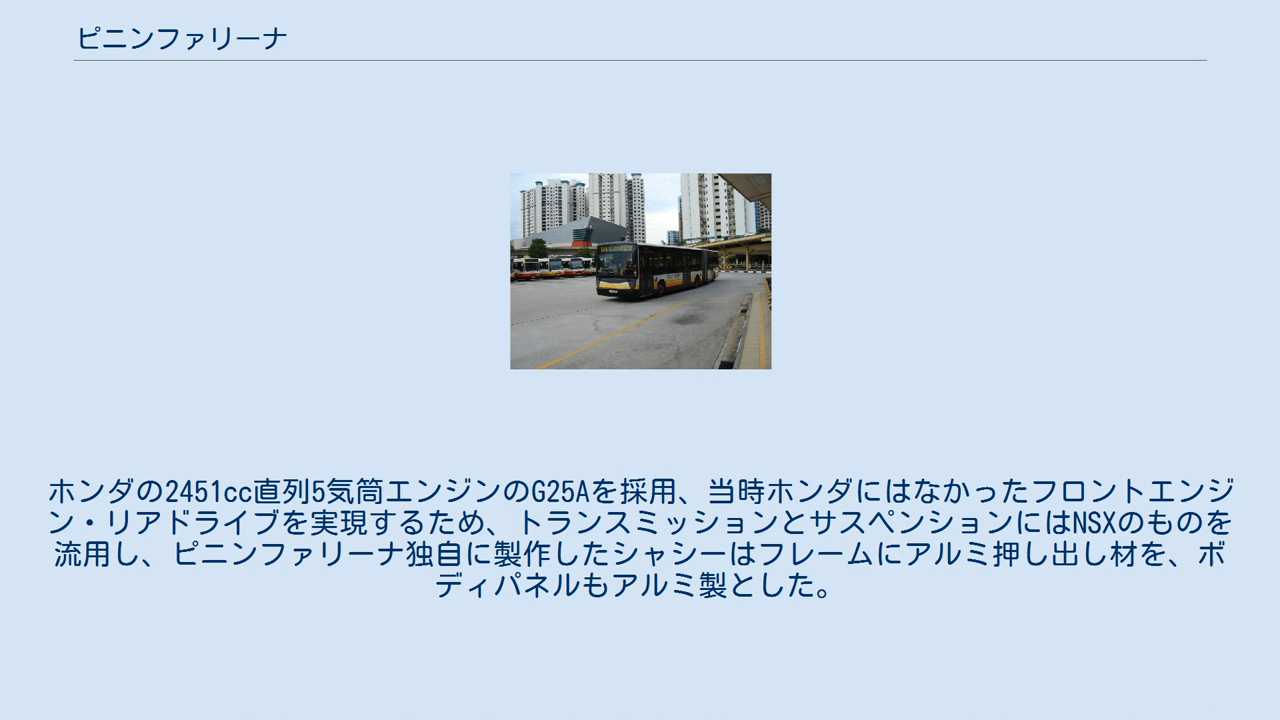 ピニンファリーナ
ホンダの2451cc直列5気筒エンジンのG25Aを採用、当時ホンダにはなかったフロントエンジ
ン・リアドライブを実現するため、トランスミッションとサスペンションにはNSXのものを
流用し、ピニンファリーナ独自に製作したシャシーはフレームにアルミ押し出し材を、ボ
ディパネルもアルミ製とした。